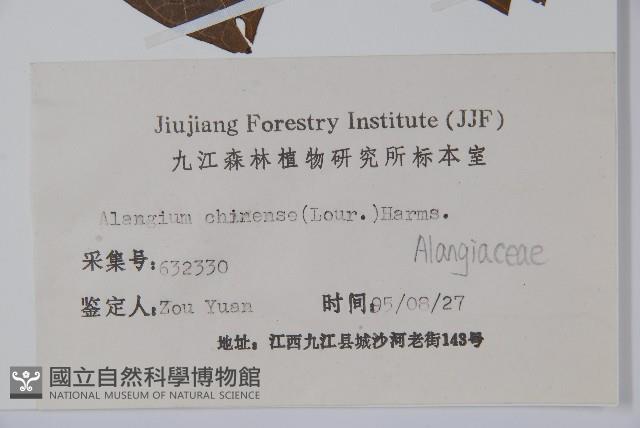 Jiujiang Forestry Institute (JJF)
九江森林植物研究所标本室
Alangium chinense(Lour.)Harms.
Alangiaceae
采集号:632330
鉴定人:Zou Yuan 时间:95/08/27
地址: 江西九江县城沙河老街143号
國立自然科學博物館
NATIONAL MUSEUM OF NATURAL SCIENCE